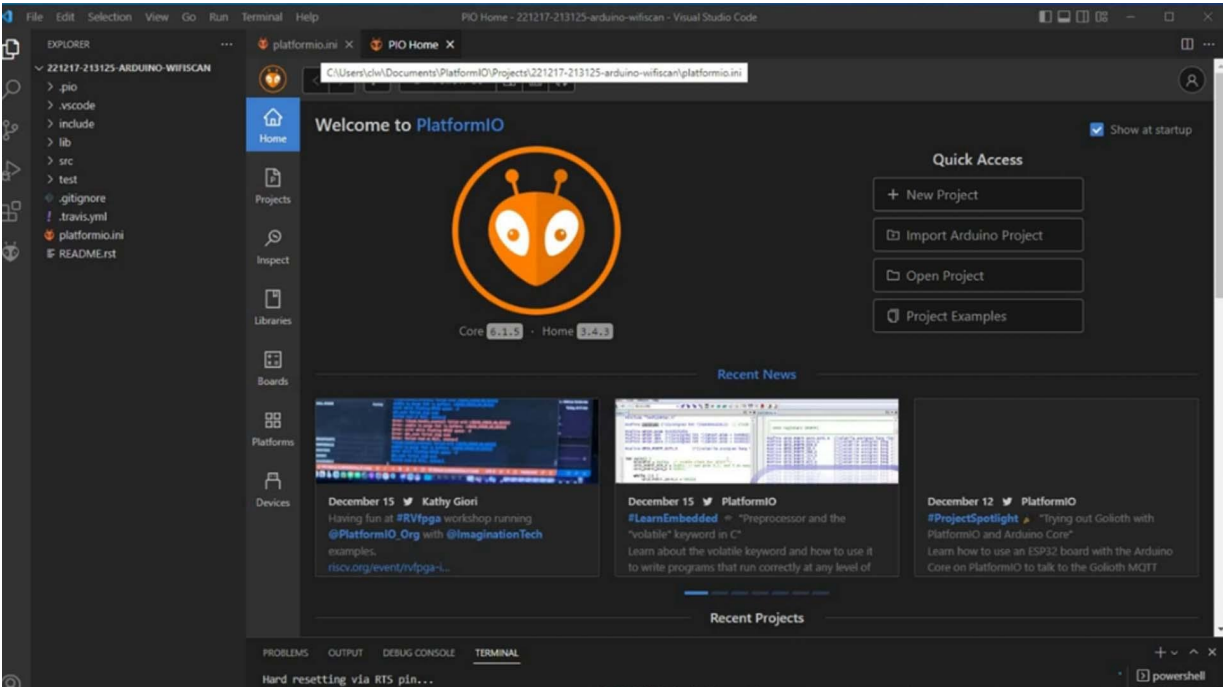 File Edit Selection View Go Run Terminal Help
PIO Home - 221217-213125-arduino-wifiscan - Visual Studio Code
EXPLORER
221217-213125-ARDUINO-WIFISCAN
.pio
.vscode
include
lib
src
test
.gitignore
.travis.yml
platformio.ini
README.rst
platformio.ini
PIO Home
C:\Users\clw\Documents\PlatformIO\Projects\221217-213125-arduino-wifiscan\platformio.ini
Home
Projects
Inspect
Libraries
Boards
Platforms
Devices
Welcome to PlatformIO
Show at startup
Core 6.1.5 · Home 3.4.3
Quick Access
New Project
Import Arduino Project
Open Project
Project Examples
Recent News
December 15 Kathy Giori
Having fun at #RVfpga workshop running
@PlatformIO_Org with @ImaginationTech
examples.
riscv.org/event/rvfpga-i...
December 15 PlatformIO
#LearnEmbedded "Preprocessor and the
"volatile" keyword in C"
Learn about the volatile keyword and how to use it
to write programs that run correctly at any level of
December 12 PlatformIO
#ProjectSpotlight "Trying out Golioth with
PlatformIO and Arduino Core"
Learn how to use an ESP32 board with the Arduino
Core on PlatformIO to talk to the Golioth MQTT
Recent Projects
PROBLEMS OUTPUT DEBUG CONSOLE TERMINAL
powershell
Hard resetting via RTS pin...